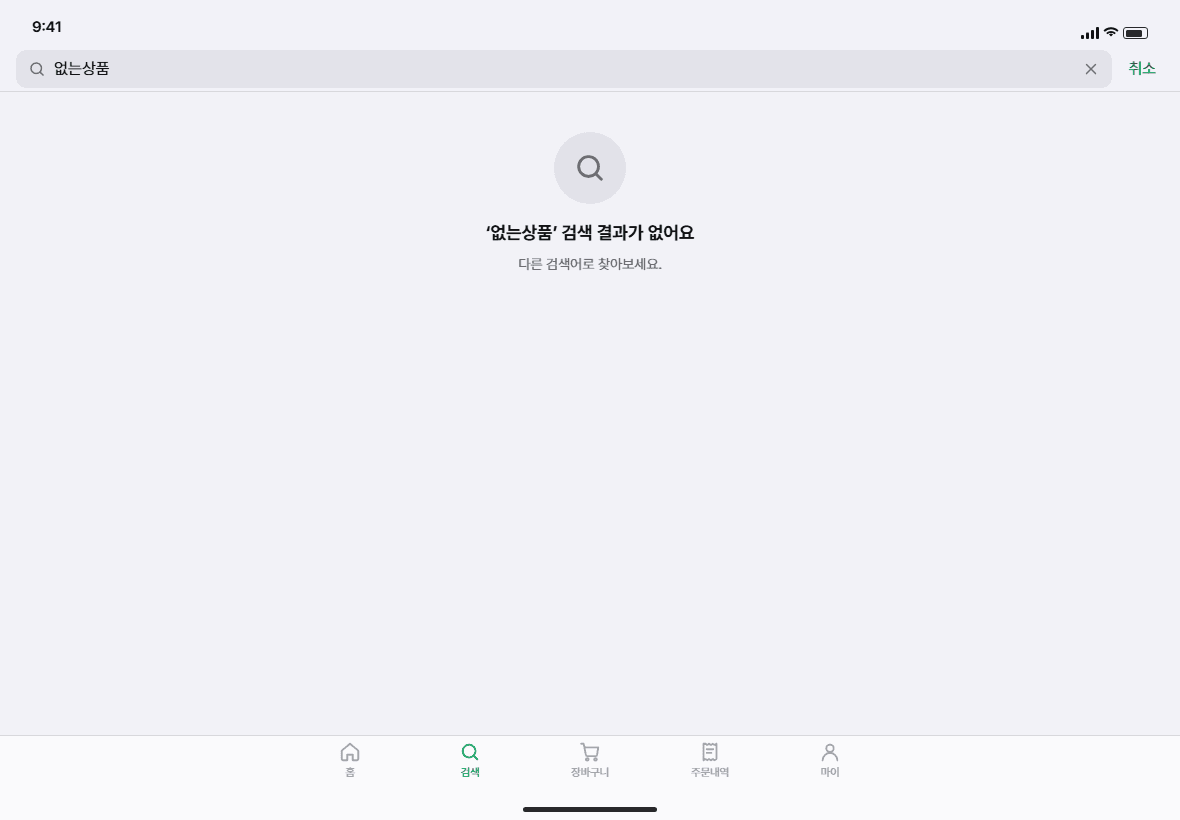 9:41
없는상품
취소
‘없는상품’ 검색 결과가 없어요
다른 검색어로 찾아보세요.
홈
검색
장바구니
주문내역
마이